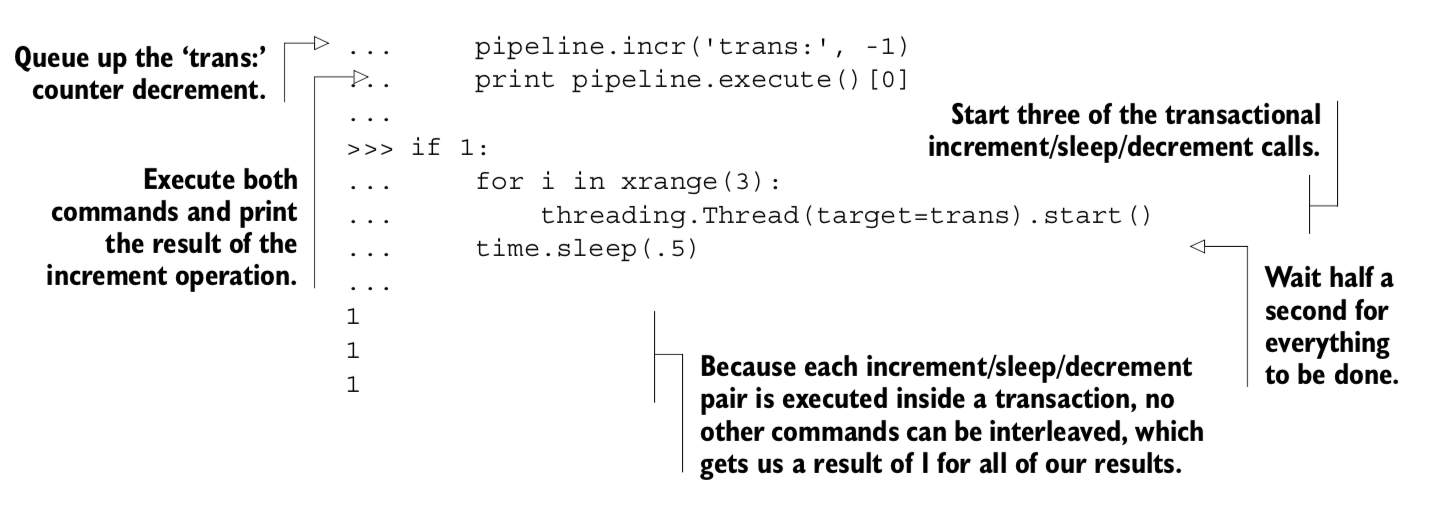 Queue up the ‘trans:’
counter decrement.
...     pipeline.incr('trans:', -1)
...     print pipeline.execute()[0]
...
>>> if 1:
...     for i in xrange(3):
...         threading.Thread(target=trans).start()
...     time.sleep(.5)
...
1
1
1
Execute both
commands and print
the result of the
increment operation.
Start three of the transactional
increment/sleep/decrement calls.
Wait half a
second for
everything
to be done.
Because each increment/sleep/decrement
pair is executed inside a transaction, no
other commands can be interleaved, which
gets us a result of 1 for all of our results.